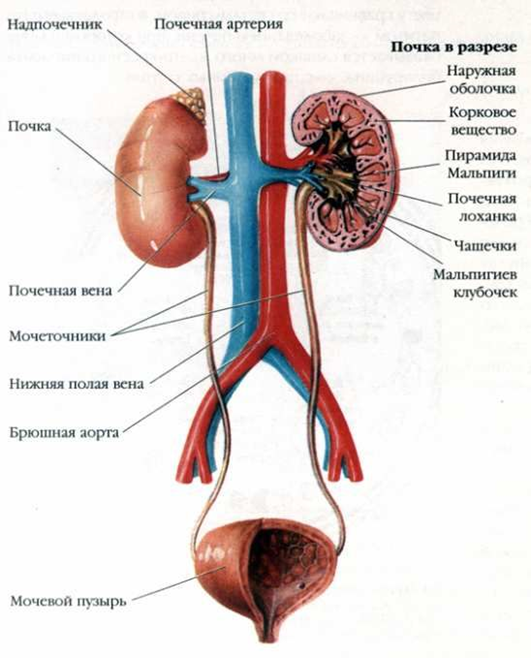 Надпочечник
Почечная артерия
Почка в разрезе
Наружная
оболочка
Корковое
вещество
Пирамида
Мальпиги
Почечная
лоханка
Чашечки
Мальпигиев
клубочек
Почка
Почечная вена
Мочеточники
Нижняя полая вена
Брюшная аорта
Мочевой пузырь